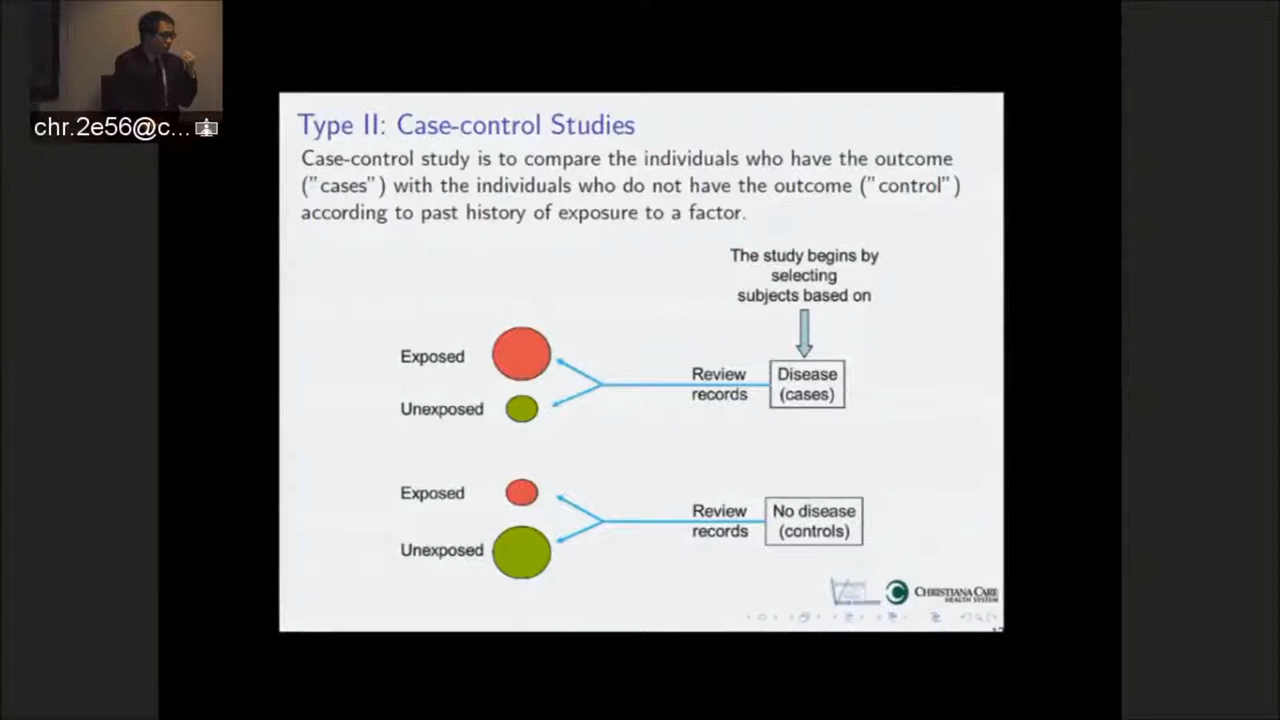 chr.2e56@c...
Type II: Case-control Studies
Case-control study is to compare the individuals who have the outcome
("cases") with the individuals who do not have the outcome ("control")
according to past history of exposure to a factor.
The study begins by
selecting
subjects based on
Exposed
Unexposed
Review
records
Disease
(cases)
Exposed
Unexposed
Review
records
No disease
(controls)
CHRISTIANA CARE
HEALTH SYSTEM